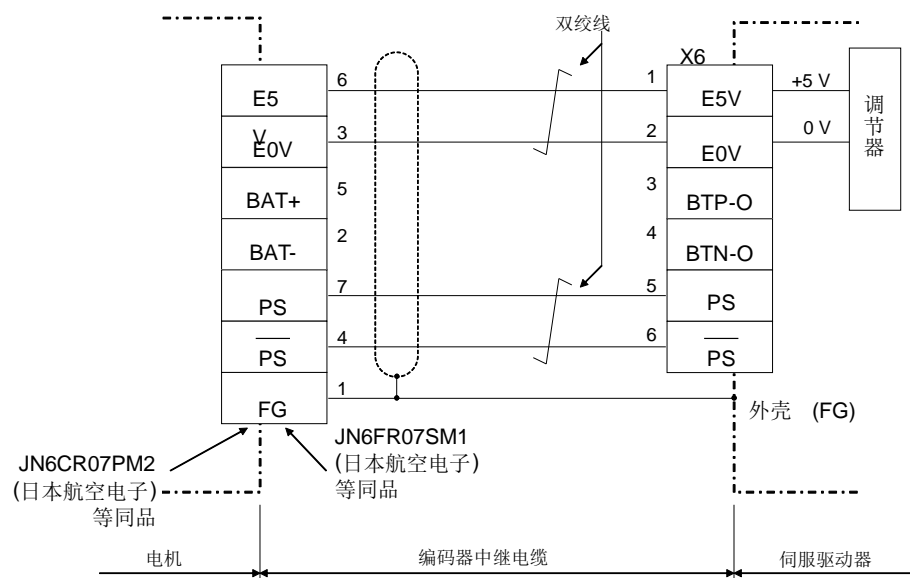 双绞线
X6
6
E5
V
1
E5V
+5 V
3
E0V
2
E0V
0 V
调节器
5
BAT+
3
BTP-O
2
BAT-
4
BTN-O
7
PS
5
PS
4
PS
6
PS
1
FG
外壳 (FG)
JN6CR07PM2
(日本航空电子)
等同品
JN6FR07SM1
(日本航空电子)
等同品
电机
编码器中继电缆
伺服驱动器